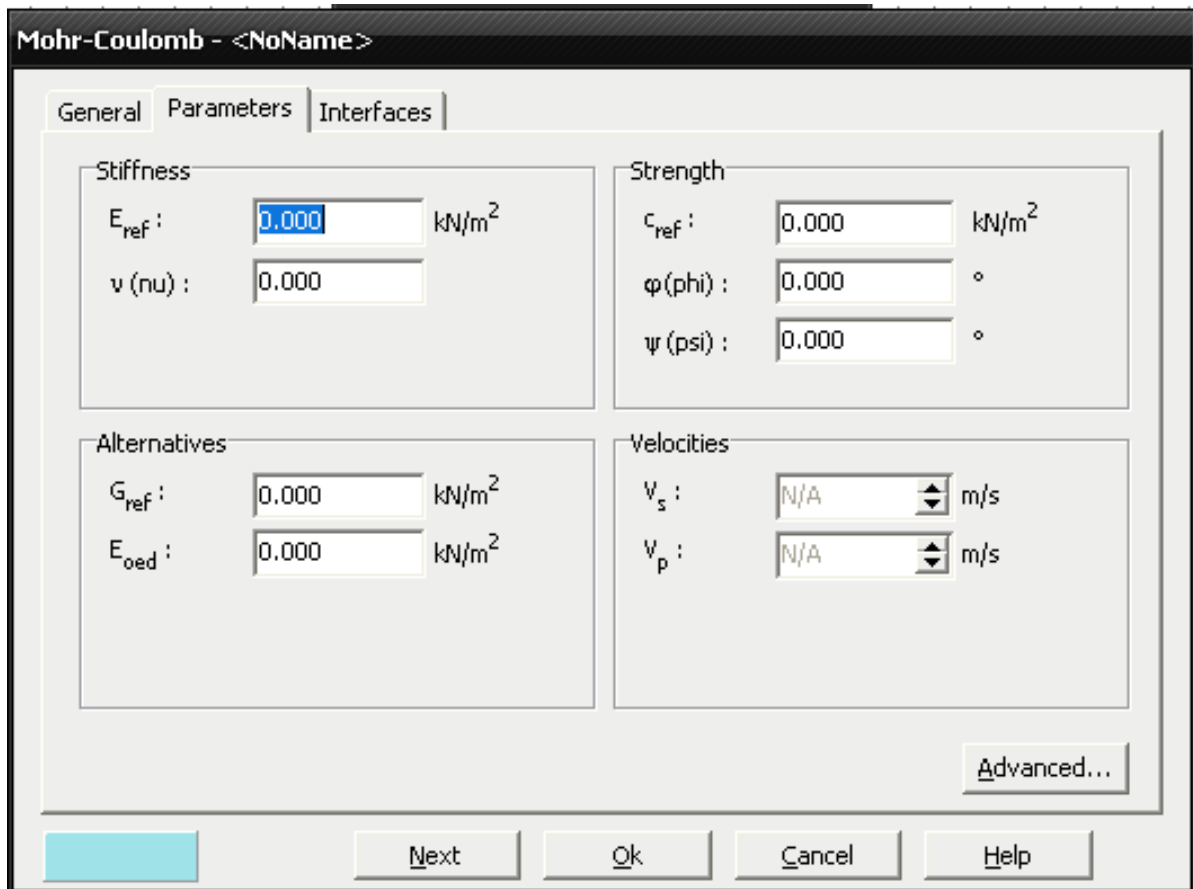 Mohr-Coulomb - <NoName>
General Parameters Interfaces
Stiffness
E_ref : 0.000 kN/m²
ν (nu) : 0.000
Strength
c_ref : 0.000 kN/m²
φ(phi) : 0.000 °
ψ (psi) : 0.000 °
Alternatives
G_ref : 0.000 kN/m²
E_oed : 0.000 kN/m²
Velocities
V_s : N/A m/s
V_p : N/A m/s
Advanced...
Next Ok Cancel Help